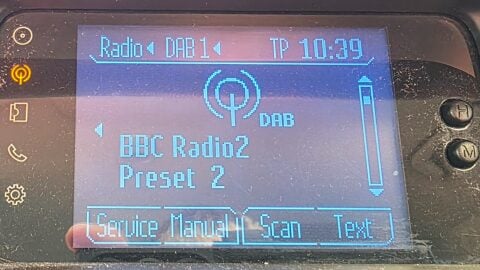 Radio DAB 1 TP 10:39
DAB
BBC Radio2
Preset 2
Service Manual Scan Text
H
M